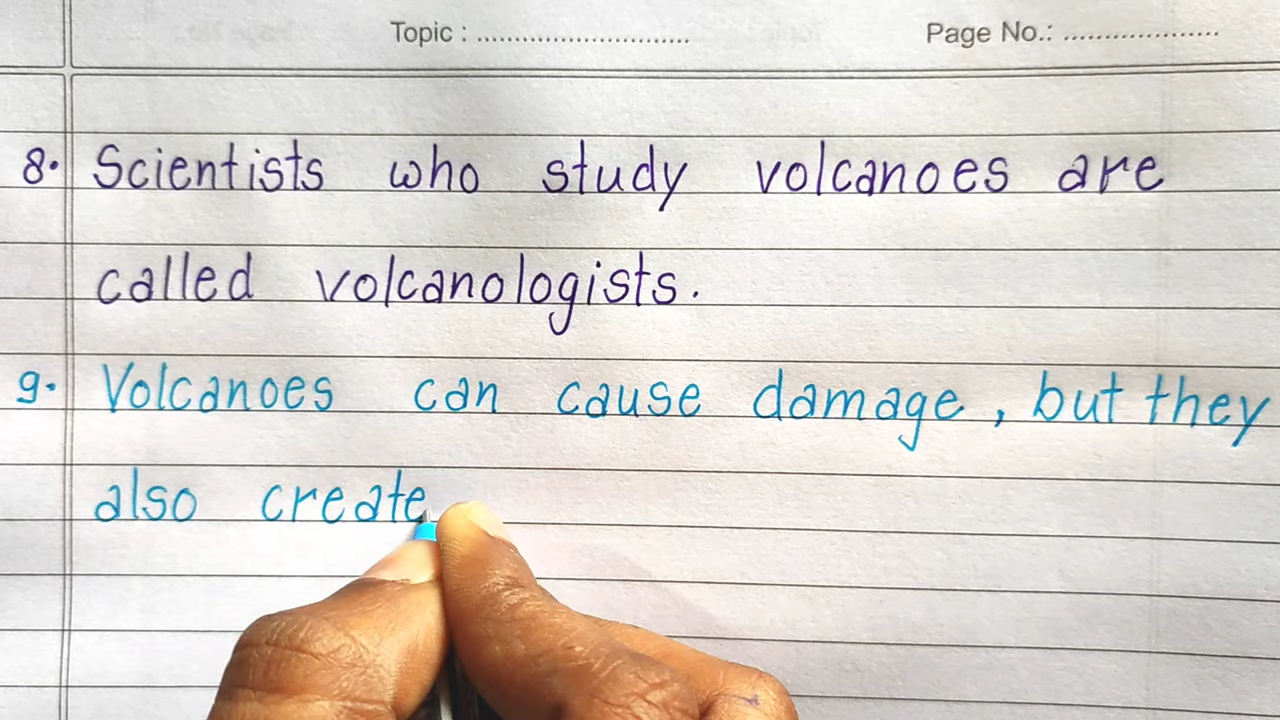 Topic : ............................ Page No.: ....................
8. Scientists who study volcanoes are
called volcanologists.
9. Volcanoes can cause damage, but they
also create